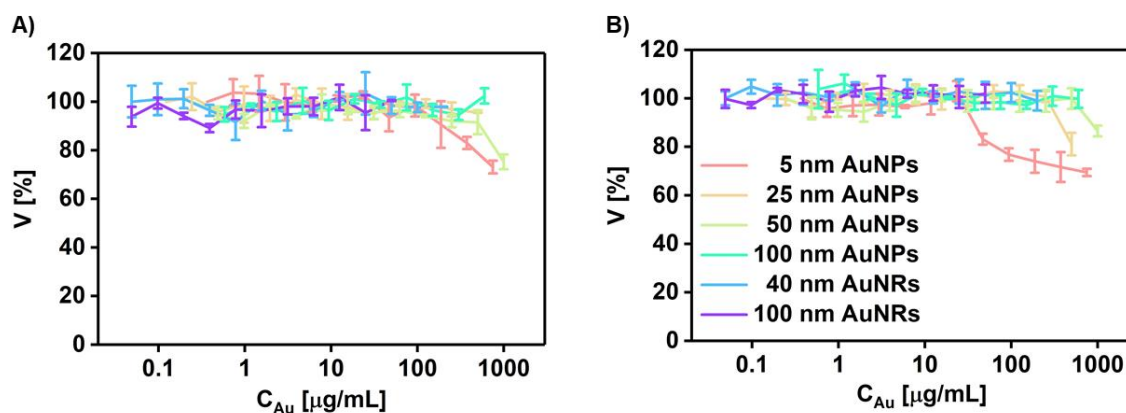 A)
V [%]
120
100
80
60
40
20
0
0.1 1 10 100 1000
C_Au [µg/mL]
B)
V [%]
120
100
80
60
40
20
0
5 nm AuNPs
25 nm AuNPs
50 nm AuNPs
100 nm AuNPs
40 nm AuNRs
100 nm AuNRs
0.1 1 10 100 1000
C_Au [µg/mL]